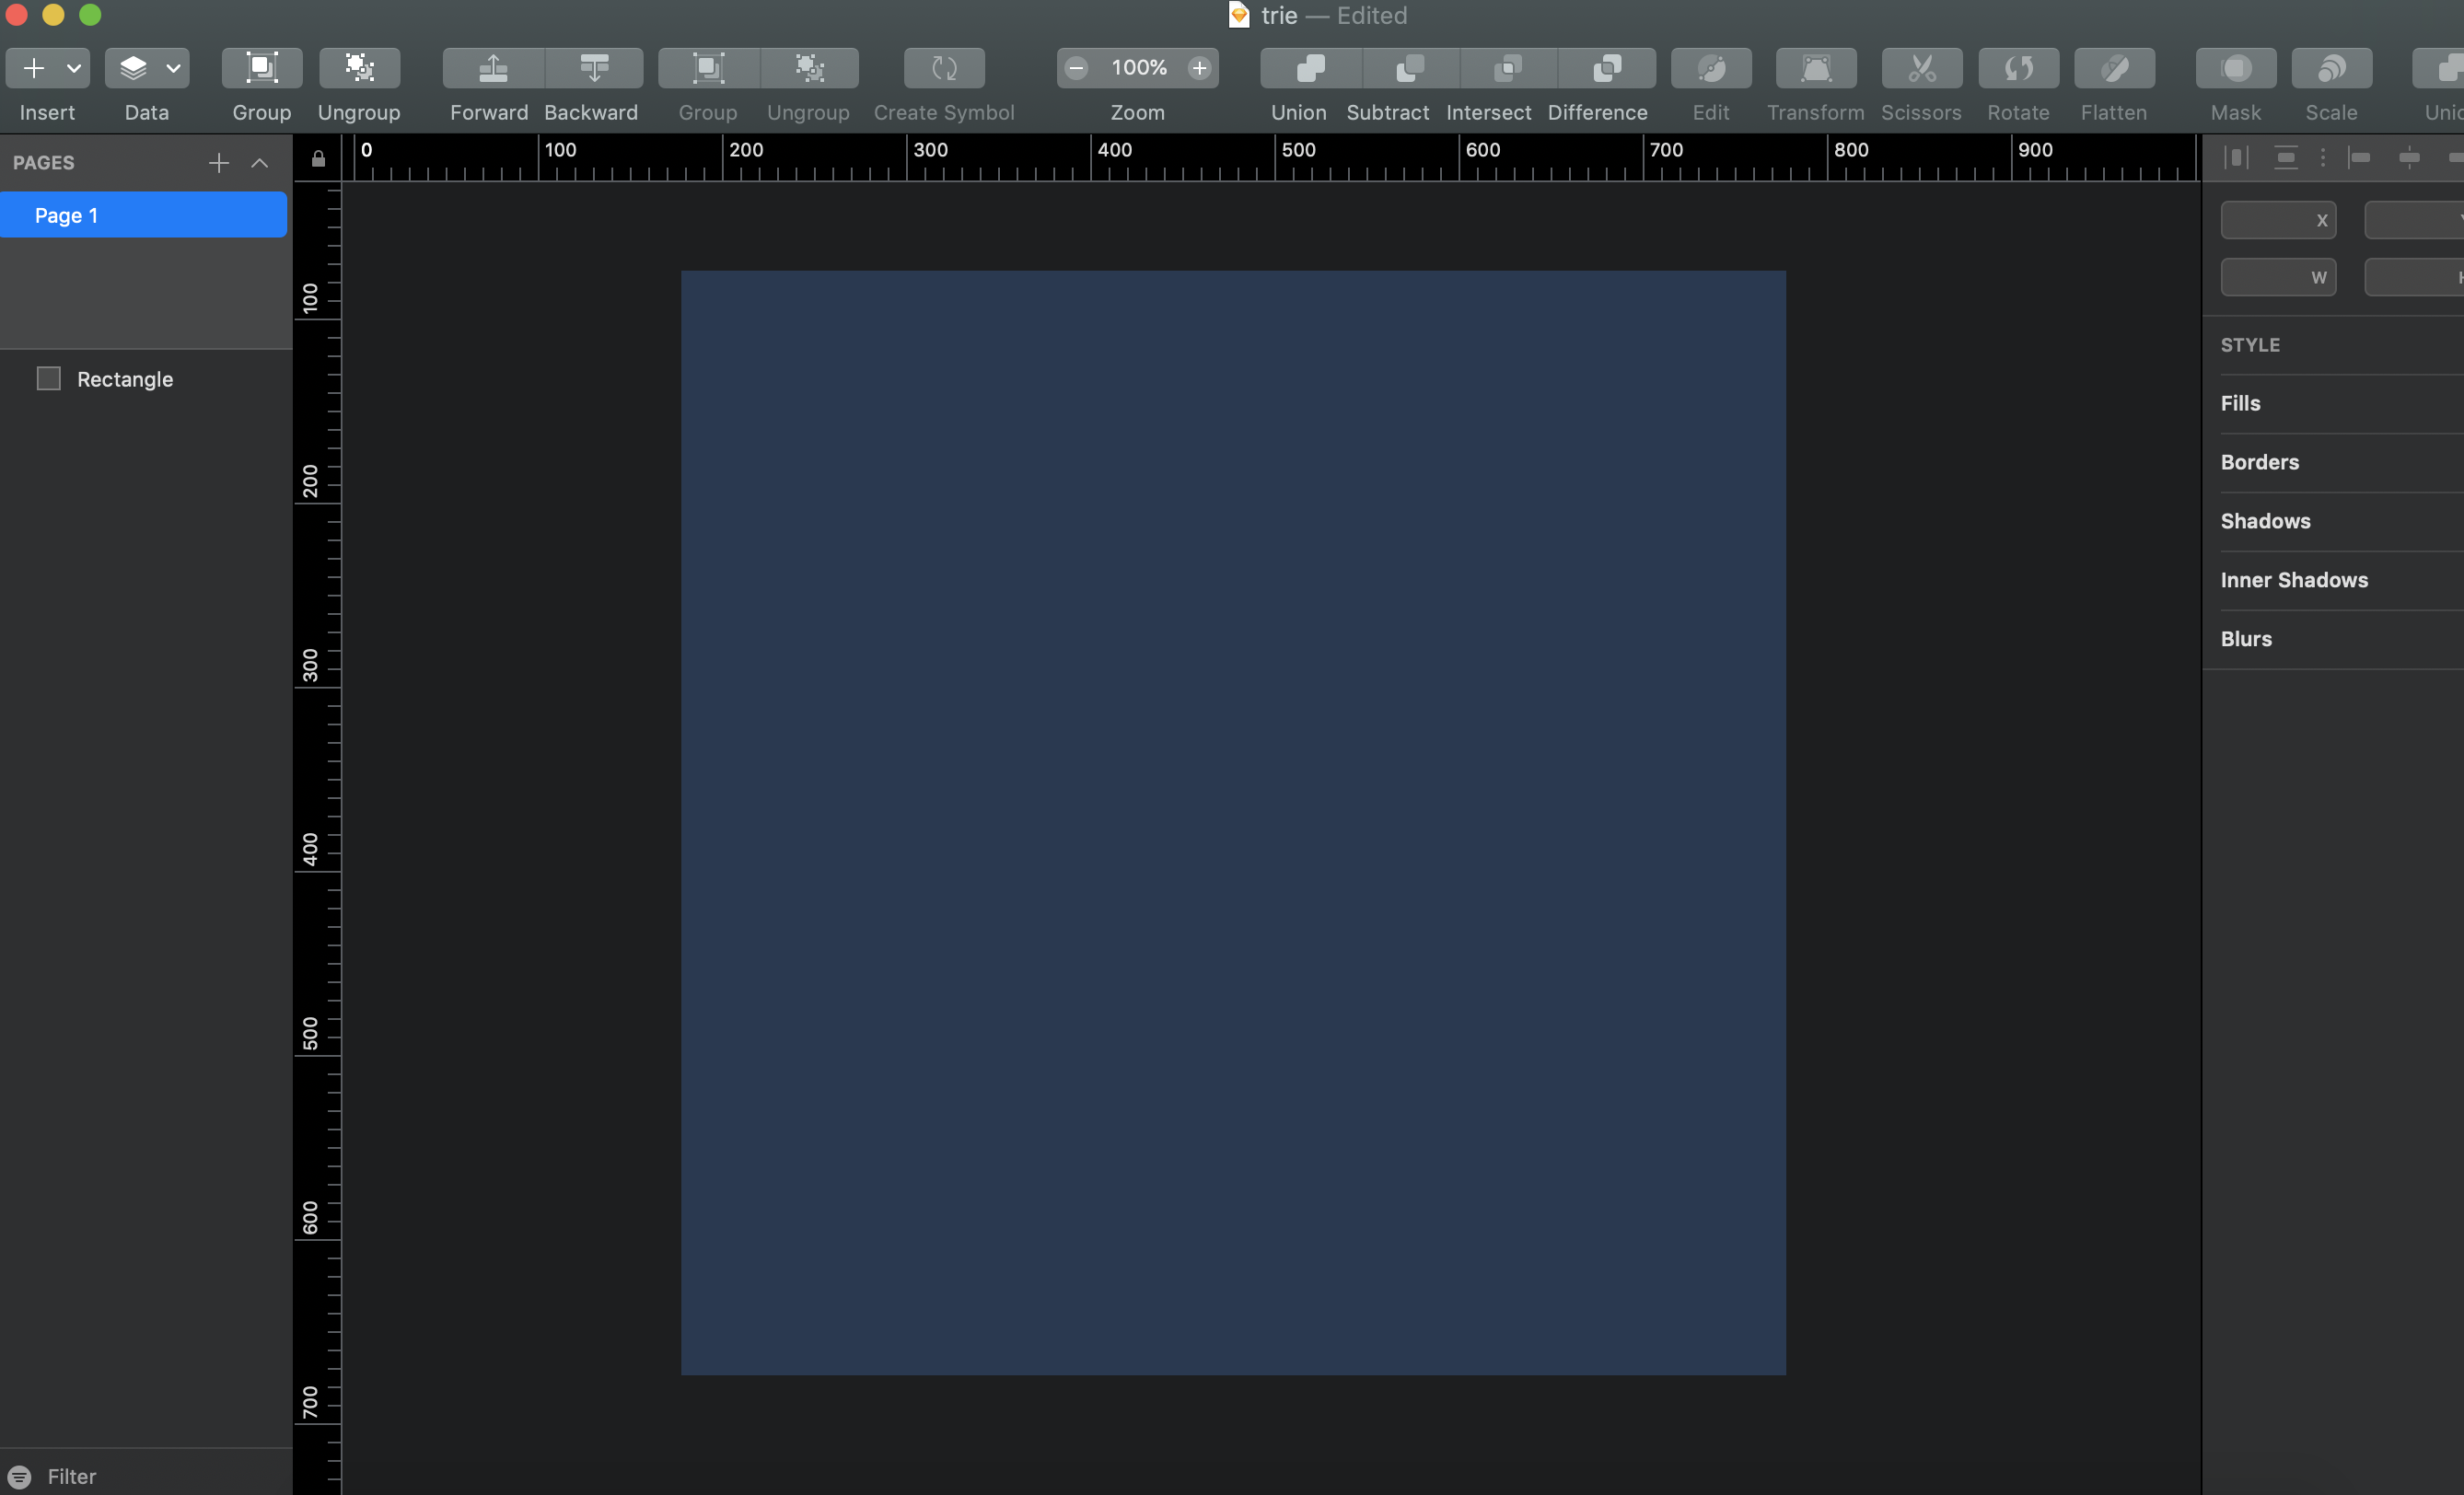 trie — Edited
100%
Insert Data Group Ungroup Forward Backward Group Ungroup Create Symbol Zoom Union Subtract Intersect Difference Edit Transform Scissors Rotate Flatten Mask Scale
PAGES
0 100 200 300 400 500 600 700 800 900
Page 1
X
W
100
200
300
400
500
600
700
Rectangle
STYLE
Fills
Borders
Shadows
Inner Shadows
Blurs
Filter